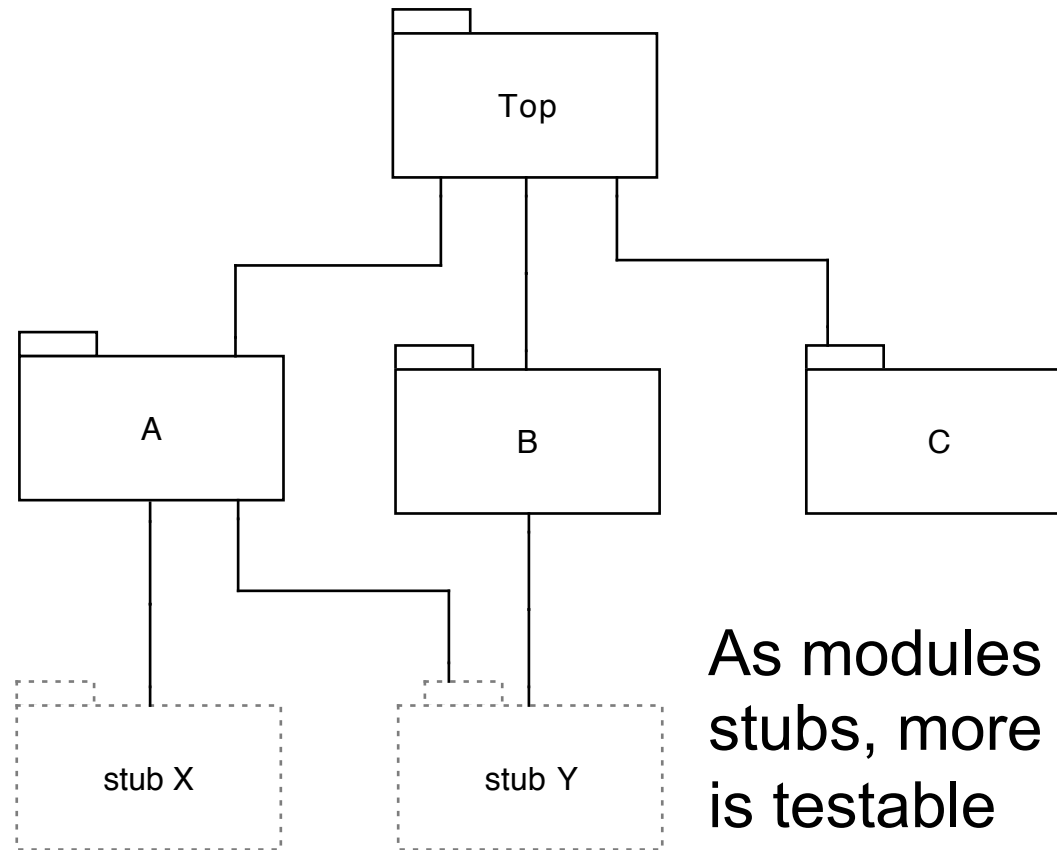 Top
A
B
C
As modules
stubs, more
is testable
stub X
stub Y